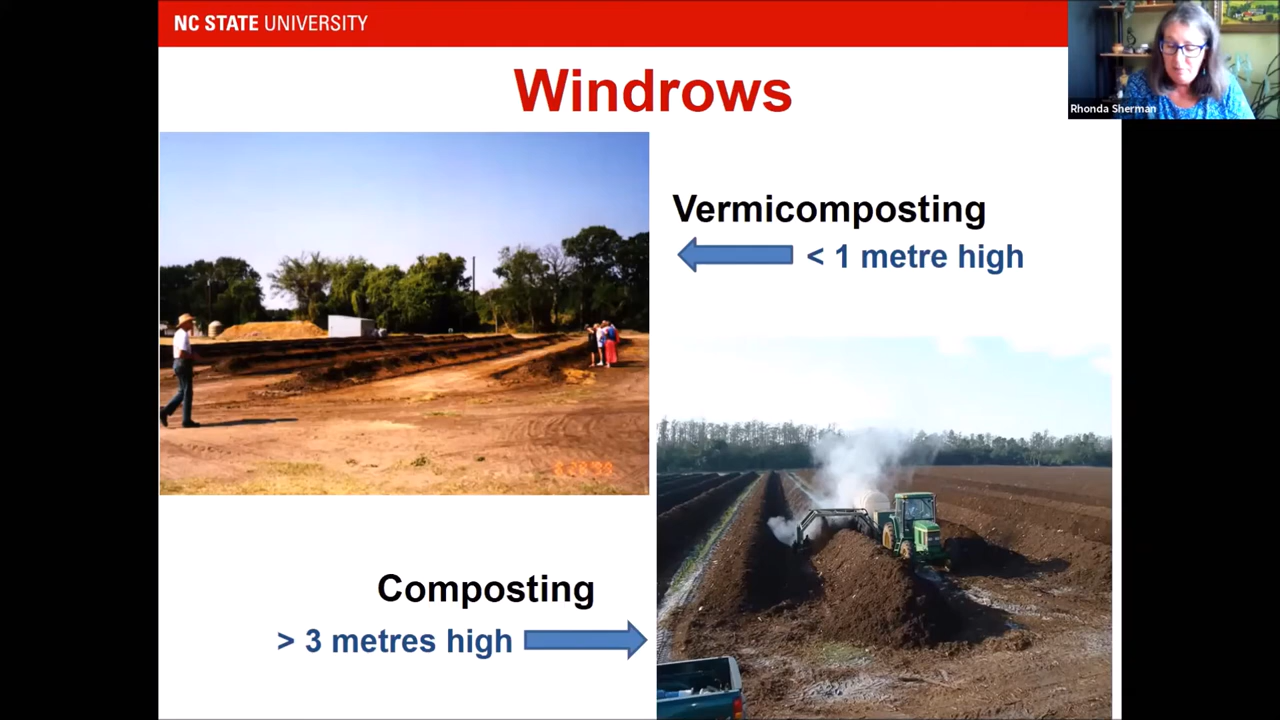 NC STATE UNIVERSITY
Rhonda Sherman
Windrows
Vermicomposting
< 1 metre high
Composting
> 3 metres high